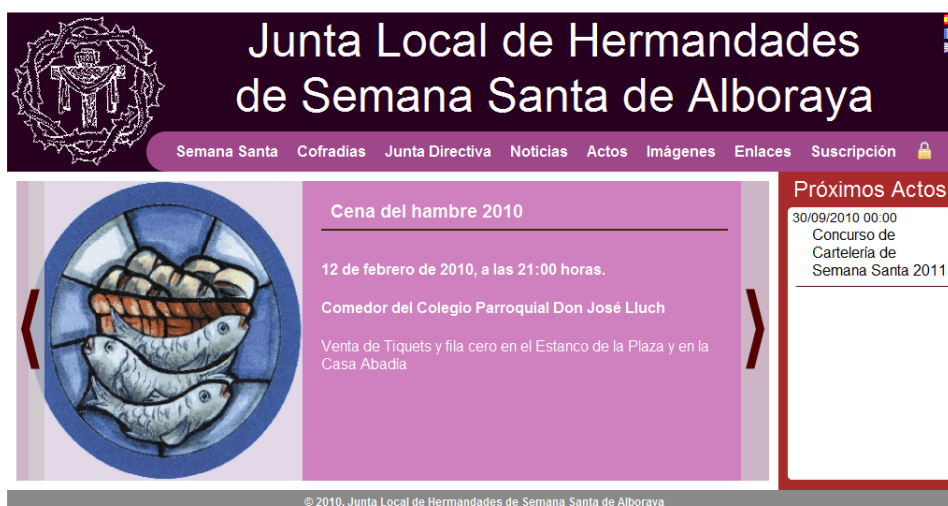 Junta Local de Hermandades
de Semana Santa de Alboraya
Semana Santa Cofradías Junta Directiva Noticias Actos Imágenes Enlaces Suscripción
Cena del hambre 2010
12 de febrero de 2010, a las 21:00 horas.
Comedor del Colegio Parroquial Don José Lluch
Venta de Tiquets y fila cero en el Estanco de la Plaza y en la
Casa Abadía
Próximos Actos
30/09/2010 00:00
Concurso de
Cartelería de
Semana Santa 2011
© 2010. Junta Local de Hermandades de Semana Santa de Alboraya